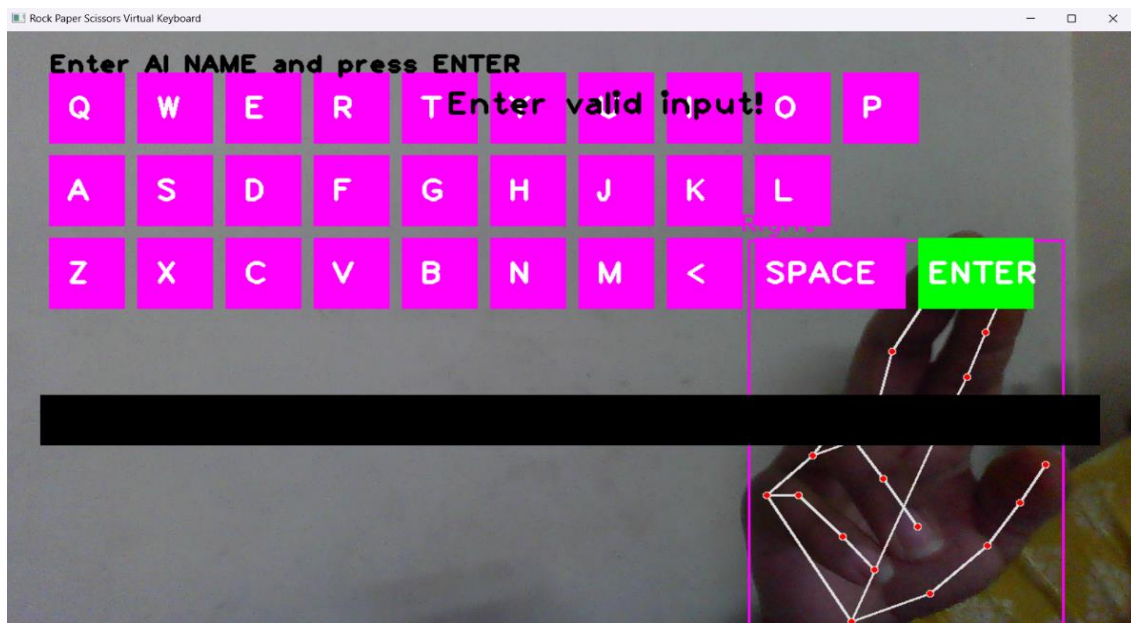 Rock Paper Scissors Virtual Keyboard
Enter AI NAME and press ENTER
Enter valid input!
Q W E R T Y U I O P
A S D F G H J K L
Z X C V B N M < SPACE ENTER